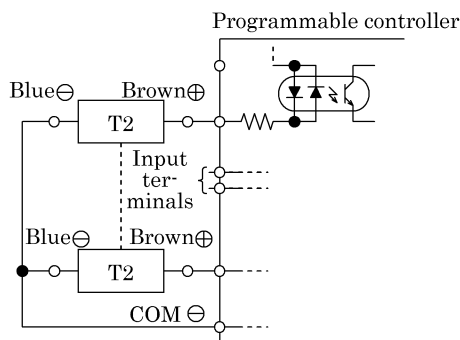 Programmable controller
Blue⊖ Brown⊕
T2
Input
ter-
minals
Blue⊖ Brown⊕
T2
COM ⊖